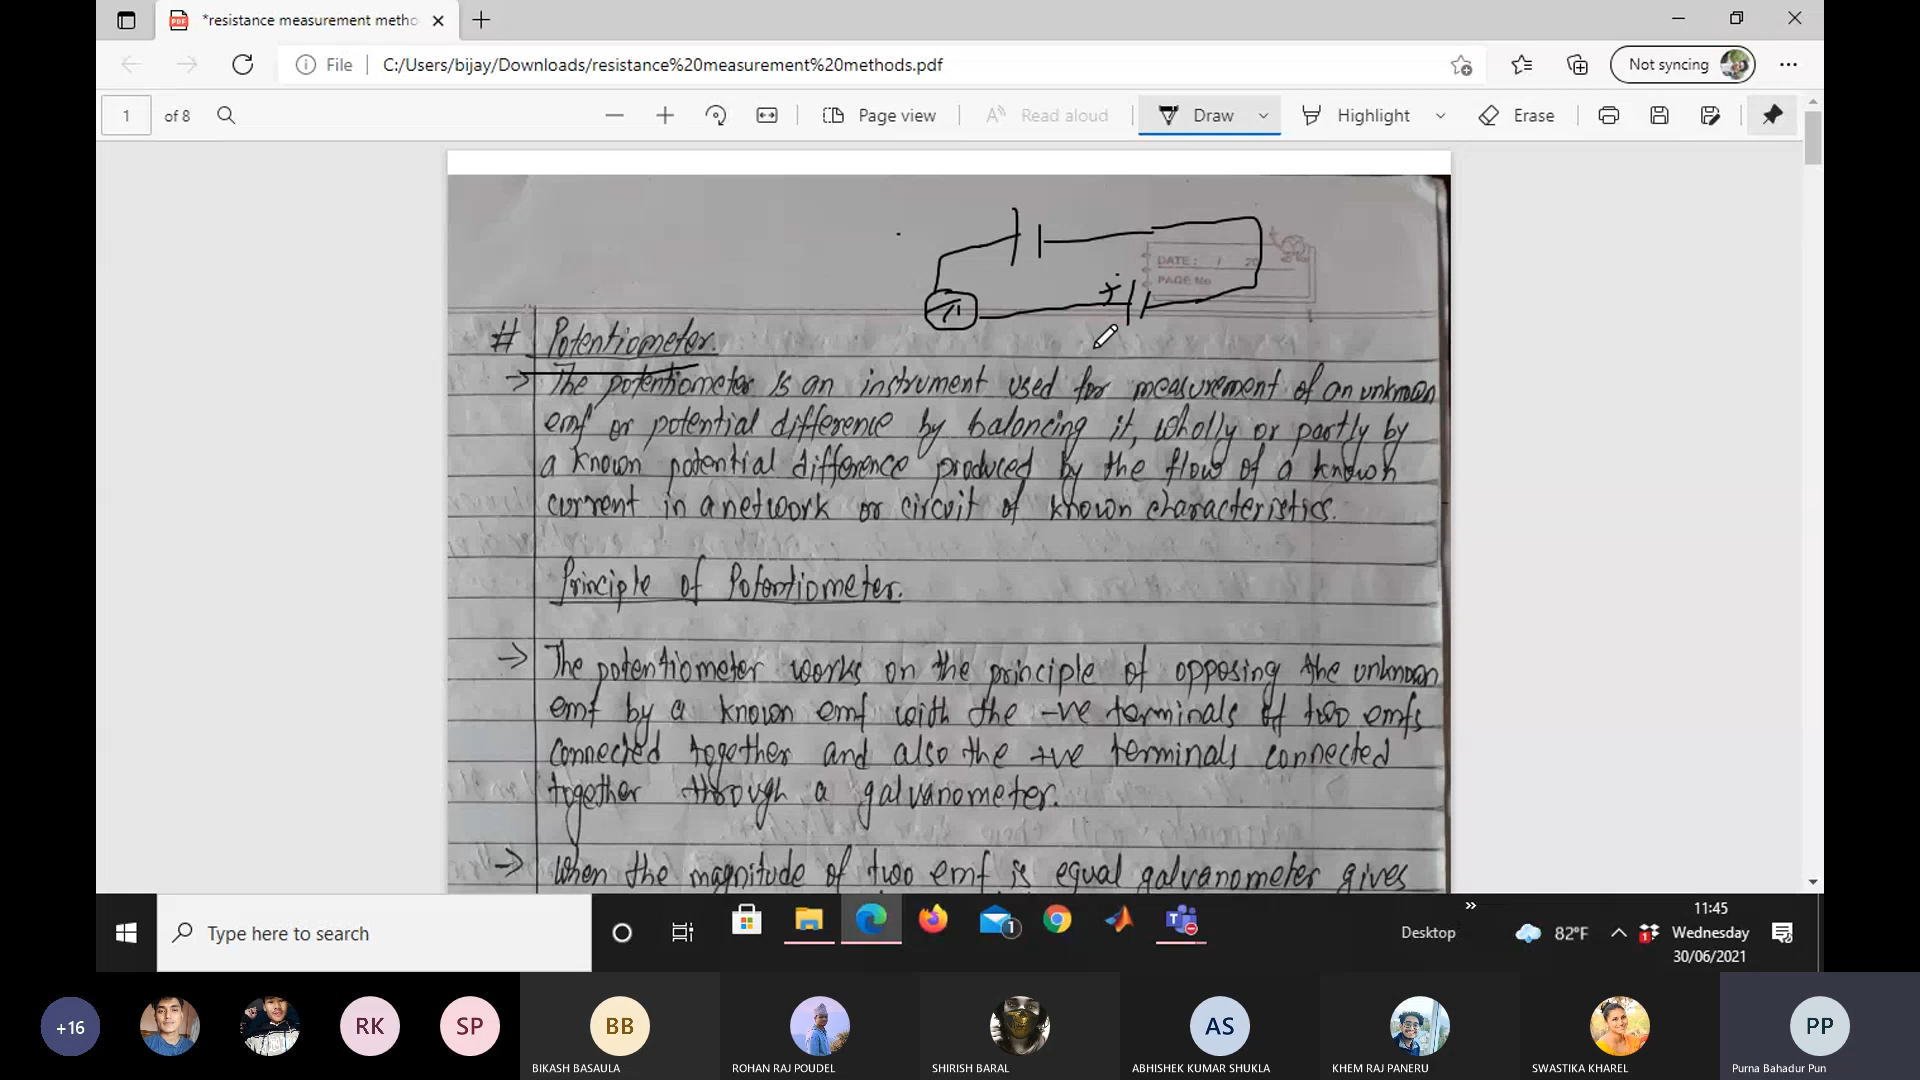 *resistance measurement metho
File
C:/Users/bijay/Downloads/resistance%20measurement%20methods.pdf
Not syncing
1 of 8
Page view
Read aloud
Draw
Highlight
Erase
DATE: / 20
PAGE No
+
# Potentiometer.
→ The potentiometer is an instrument used for measurement of an unknown
emf or potential difference by balancing it, wholly or partly by
a known potential difference produced by the flow of a known
current in a network or circuit of known characteristics.
Principle of Potentiometer.
→ The potentiometer works on the principle of opposing the unknown
emf by a known emf with the -ve terminals of two emfs
connected together and also the +ve terminals connected
together through a galvanometer.
→ When the magnitude of two emf is equal galvanometer gives
Type here to search
1
Desktop
82°F
1
11:45
Wednesday
30/06/2021
+16
RK
SP
BB
AS
PP
BIKASH BASAULA
ROHAN RAJ POUDEL
SHIRISH BARAL
ABHISHEK KUMAR SHUKLA
KHEM RAJ PANERU
SWASTIKA KHAREL
Purna Bahadur Pun